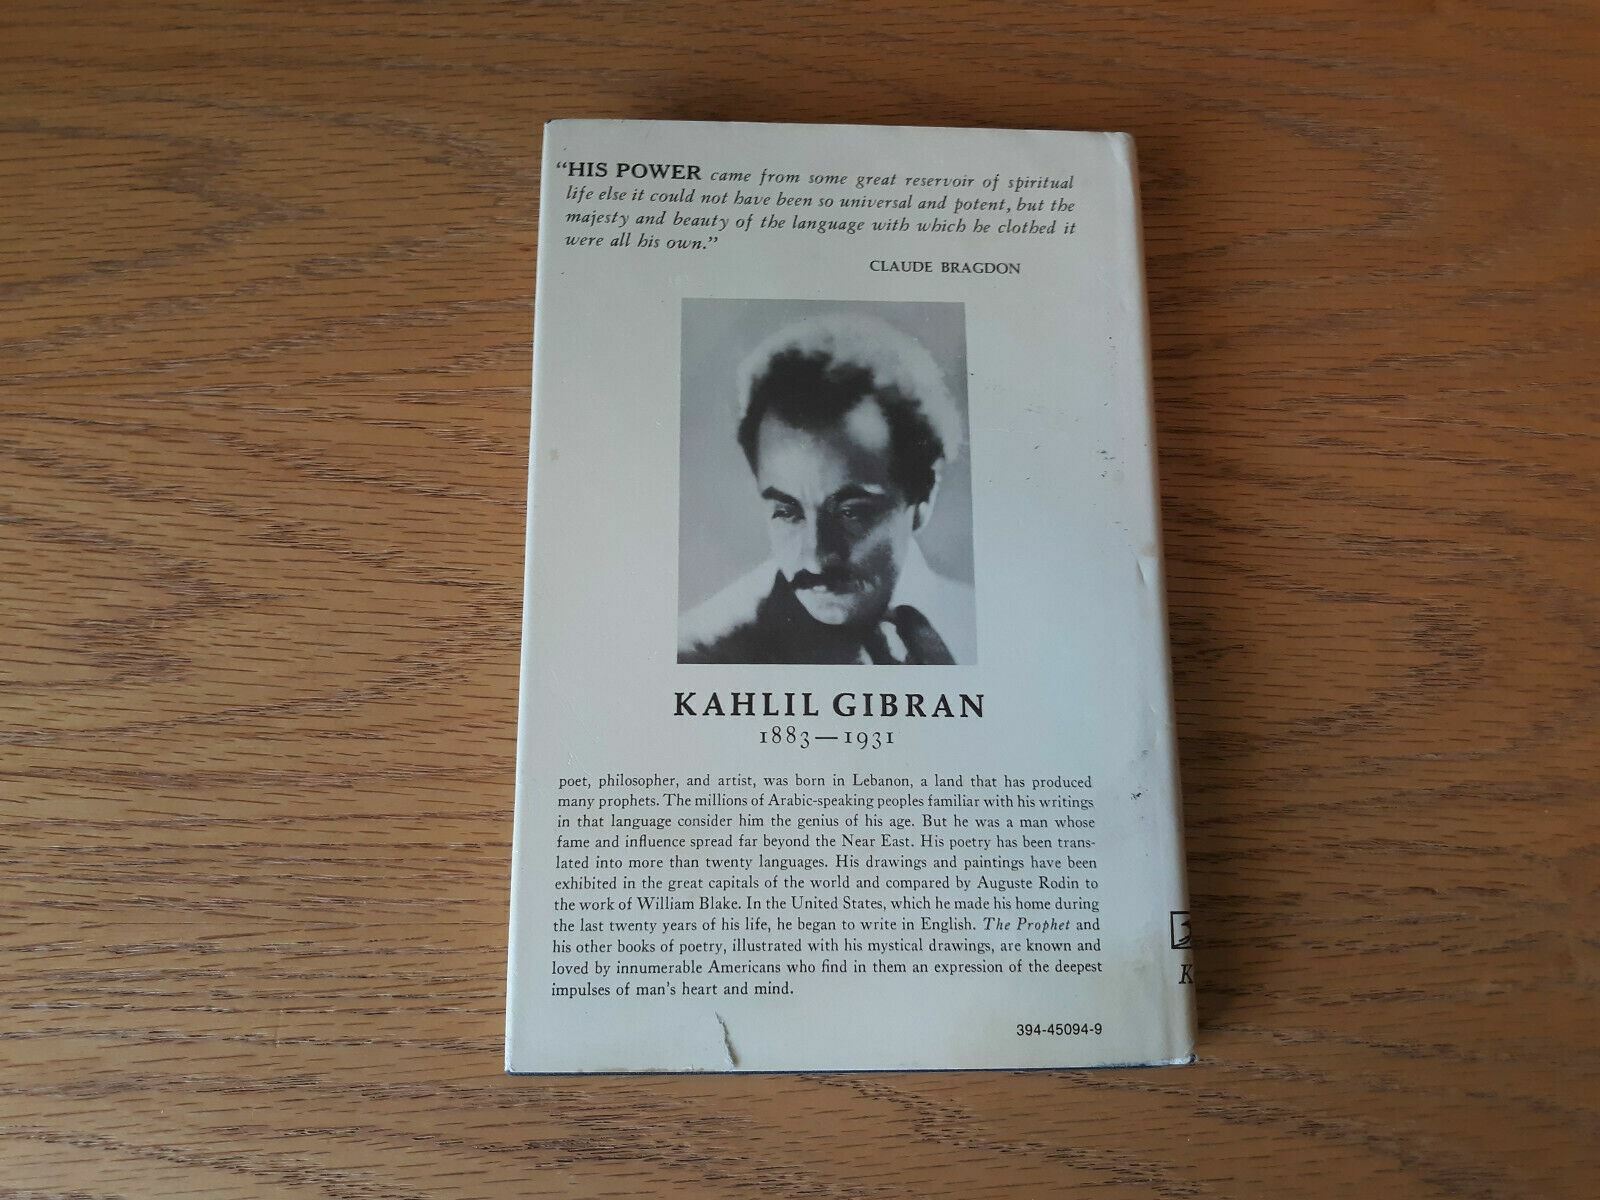 “HIS POWER came from some great reservoir of spiritual
life else it could not have been so universal and potent, but the
majesty and beauty of the language with which he clothed it
were all his own.”
CLAUDE BRAGDON
KAHLIL GIBRAN
1883—1931
poet, philosopher, and artist, was born in Lebanon, a land that has produced
many prophets. The millions of Arabic-speaking peoples familiar with his writings
in that language consider him the genius of his age. But he was a man whose
fame and influence spread far beyond the Near East. His poetry has been trans-
lated into more than twenty languages. His drawings and paintings have been
exhibited in the great capitals of the world and compared by Auguste Rodin to
the work of William Blake. In the United States, which he made his home during
the last twenty years of his life, he began to write in English. The Prophet and
his other books of poetry, illustrated with his mystical drawings, are known and
loved by innumerable Americans who find in them an expression of the deepest
impulses of man's heart and mind.
394-45094-9
K